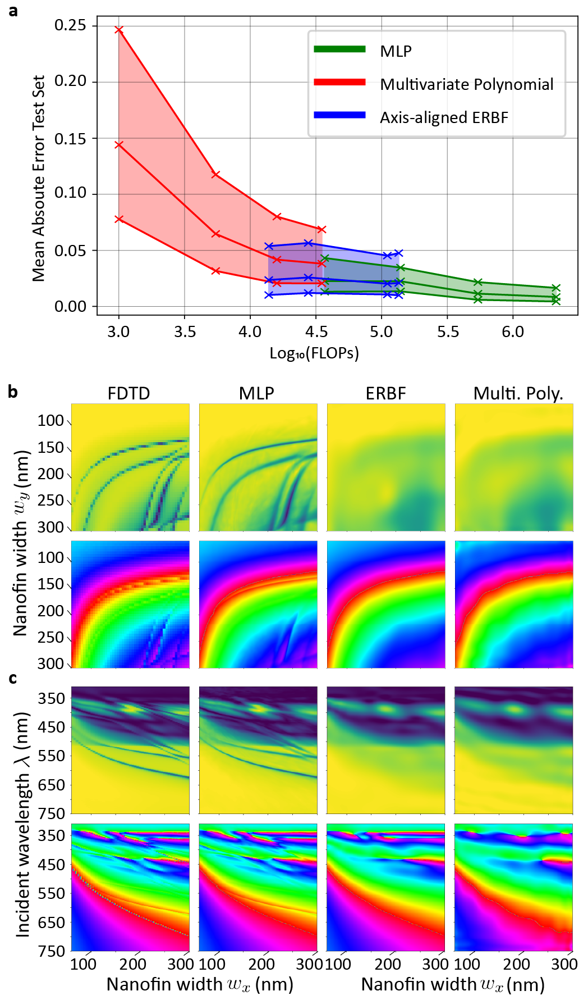 a
0.25
0.20
0.15
0.10
0.05
0.00
Mean Absoute Error Test Set
MLP
Multivariate Polynomial
Axis-aligned ERBF
3.0 3.5 4.0 4.5 5.0 5.5 6.0
Log₁₀(FLOPs)
b
FDTD MLP ERBF Multi. Poly.
100
150
200
250
300
100
150
200
250
300
Nanofin width w_y (nm)
c
350
450
550
650
750
350
450
550
650
750
Incident wavelength λ (nm)
100 200 300 100 200 300 100 200 300 100 200 300
Nanofin width w_x (nm) Nanofin width w_x (nm)